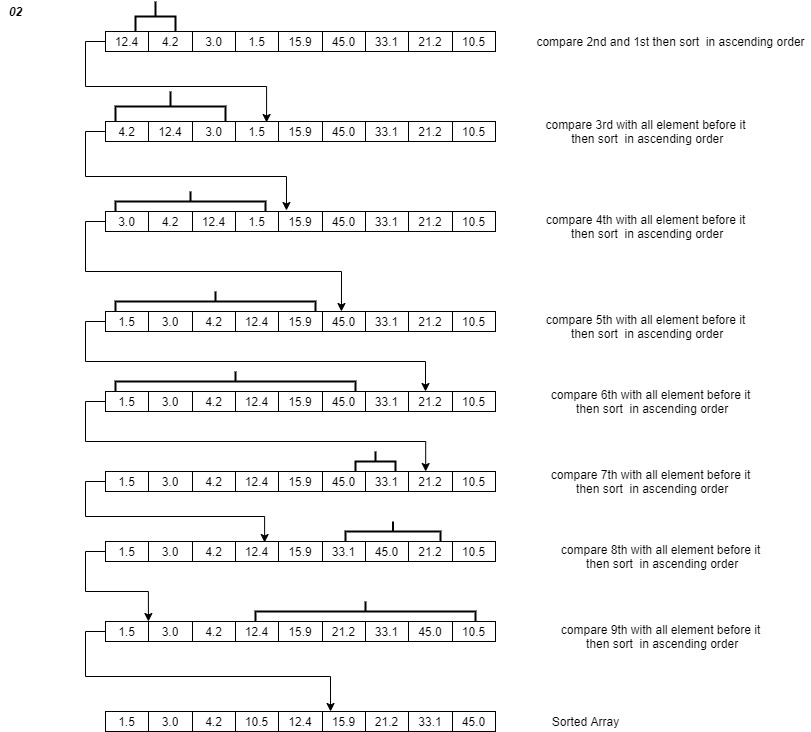 02
12.4 4.2 3.0 1.5 15.9 45.0 33.1 21.2 10.5 compare 2nd and 1st then sort in ascending order
4.2 12.4 3.0 1.5 15.9 45.0 33.1 21.2 10.5 compare 3rd with all element before it
then sort in ascending order
3.0 4.2 12.4 1.5 15.9 45.0 33.1 21.2 10.5 compare 4th with all element before it
then sort in ascending order
1.5 3.0 4.2 12.4 15.9 45.0 33.1 21.2 10.5 compare 5th with all element before it
then sort in ascending order
1.5 3.0 4.2 12.4 15.9 45.0 33.1 21.2 10.5 compare 6th with all element before it
then sort in ascending order
1.5 3.0 4.2 12.4 15.9 45.0 33.1 21.2 10.5 compare 7th with all element before it
then sort in ascending order
1.5 3.0 4.2 12.4 15.9 33.1 45.0 21.2 10.5 compare 8th with all element before it
then sort in ascending order
1.5 3.0 4.2 12.4 15.9 21.2 33.1 45.0 10.5 compare 9th with all element before it
then sort in ascending order
1.5 3.0 4.2 10.5 12.4 15.9 21.2 33.1 45.0 Sorted Array